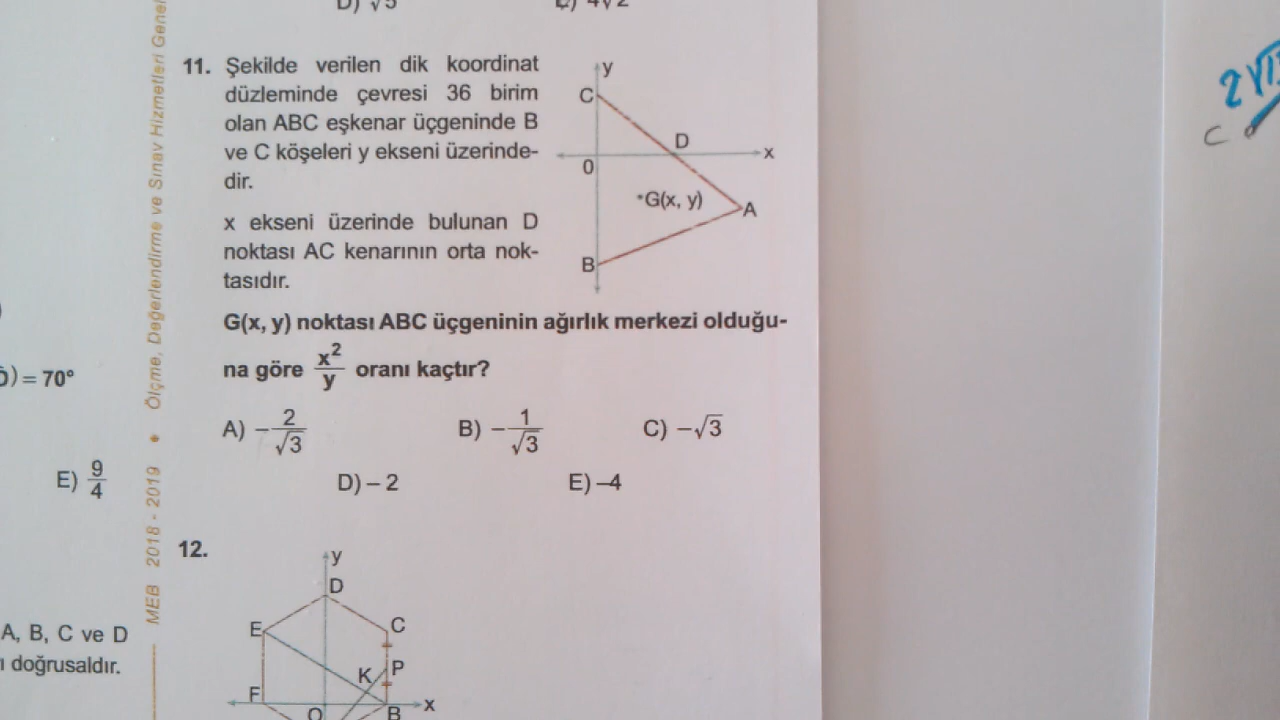 D) √5
E) 4√2
11. Şekilde verilen dik koordinat
düzleminde çevresi 36 birim
olan ABC eşkenar üçgeninde B
ve C köşeleri y ekseni üzerinde-
dir.
x ekseni üzerinde bulunan D
noktası AC kenarının orta nok-
tasıdır.
y
C
D
x
0
G(x, y)
A
B
G(x, y) noktası ABC üçgeninin ağırlık merkezi olduğu-
na göre x²/y oranı kaçtır?
A) -2/√3
B) -1/√3
C) -√3
D) -2
E) -4
12.
y
D
E
C
K
P
F
O
B
x
) = 70°
E) 9/4
A, B, C ve D
ı doğrusaldır.
MEB 2018 - 2019 • Ölçme, Değerlendirme ve Sınav Hizmetleri Genel
C